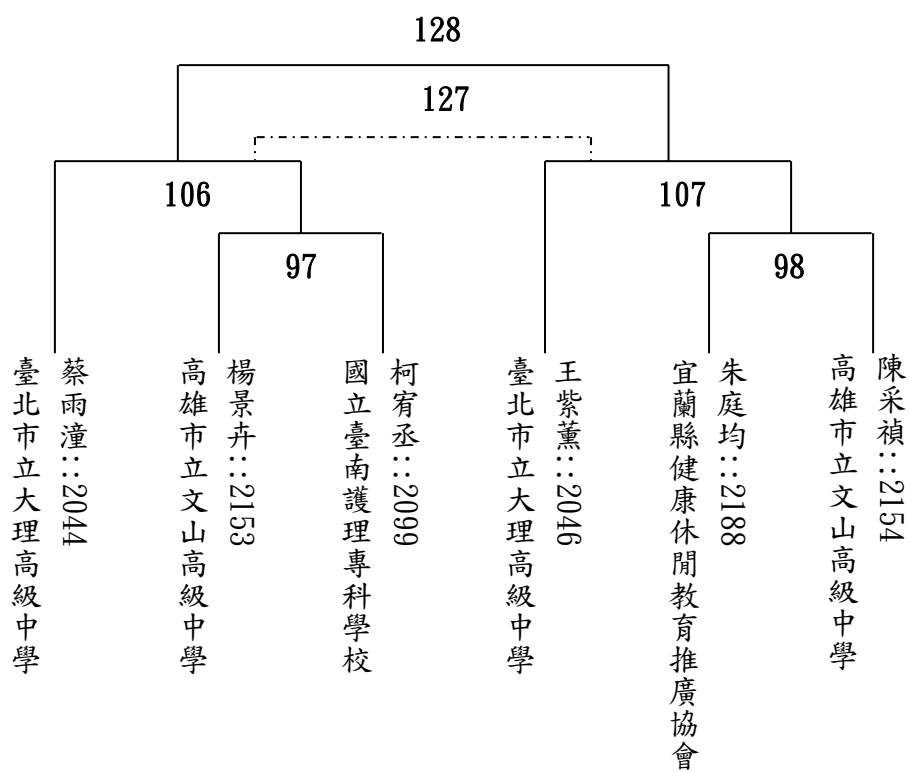 128
127
106
107
97
98
蔡雨潼::2044
臺北市立大理高級中學
楊景卉::2153
高雄市立文山高級中學
柯宥丞::2099
國立臺南護理專科學校
王紫薰::2046
臺北市立大理高級中學
朱庭均::2188
宜蘭縣健康休閒教育推廣協會
陳采禎::2154
高雄市立文山高級中學